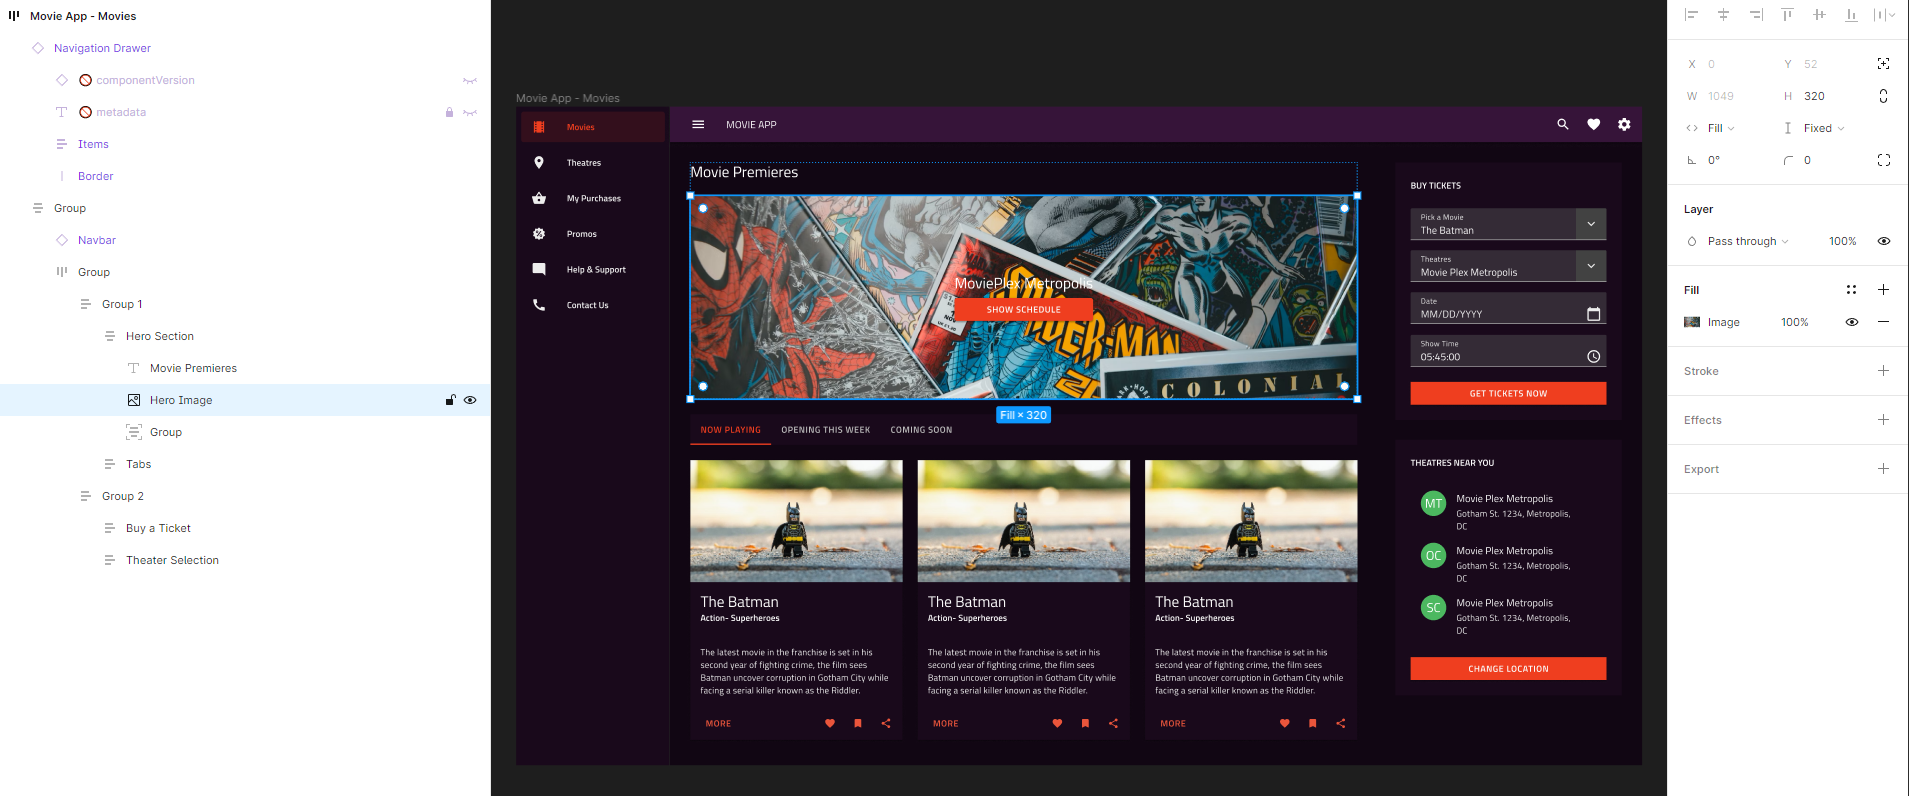 Movie App - Movies
Navigation Drawer
componentVersion
metadata
Items
Border
Group
Navbar
Group
Group 1
Hero Section
Movie Premieres
Hero Image
Group
Tabs
Group 2
Buy a Ticket
Theater Selection
Movie App - Movies
Movies
Theatres
My Purchases
Promos
Help & Support
Contact Us
MOVIE APP
Movie Premieres
MoviePlex Metropolis
SHOW SCHEDULE
SPIDER-MAN
COLONIAL
Fill × 320
NOW PLAYING
OPENING THIS WEEK
COMING SOON
The Batman
Action- Superheroes
The latest movie in the franchise is set in his
second year of fighting crime, the film sees
Batman uncover corruption in Gotham City while
facing a serial killer known as the Riddler.
MORE
The Batman
Action- Superheroes
The latest movie in the franchise is set in his
second year of fighting crime, the film sees
Batman uncover corruption in Gotham City while
facing a serial killer known as the Riddler.
MORE
The Batman
Action- Superheroes
The latest movie in the franchise is set in his
second year of fighting crime, the film sees
Batman uncover corruption in Gotham City while
facing a serial killer known as the Riddler.
MORE
BUY TICKETS
Pick a Movie
The Batman
Theatres
Movie Plex Metropolis
Date
MM/DD/YYYY
Show Time
05:45:00
GET TICKETS NOW
THEATRES NEAR YOU
MT
Movie Plex Metropolis
Gotham St. 1234, Metropolis,
DC
OC
Movie Plex Metropolis
Gotham St. 1234, Metropolis,
DC
SC
Movie Plex Metropolis
Gotham St. 1234, Metropolis,
DC
CHANGE LOCATION
X 0 Y 52
W 1049 H 320
Fill Fixed
0° 0
Layer
Pass through 100%
Fill
Image 100%
Stroke
Effects
Export